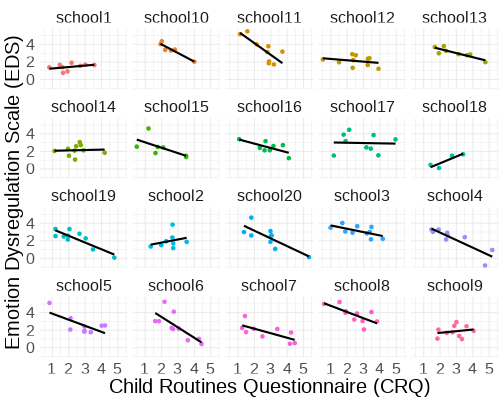 school1 school10 school11 school12 school13
4
2
0
school14 school15 school16 school17 school18
4
2
0
school19 school2 school20 school3 school4
4
2
0
school5 school6 school7 school8 school9
4
2
0
1 2 3 4 5 1 2 3 4 5 1 2 3 4 5 1 2 3 4 5 1 2 3 4 5
Child Routines Questionnaire (CRQ)
Emotion Dysregulation Scale (EDS)